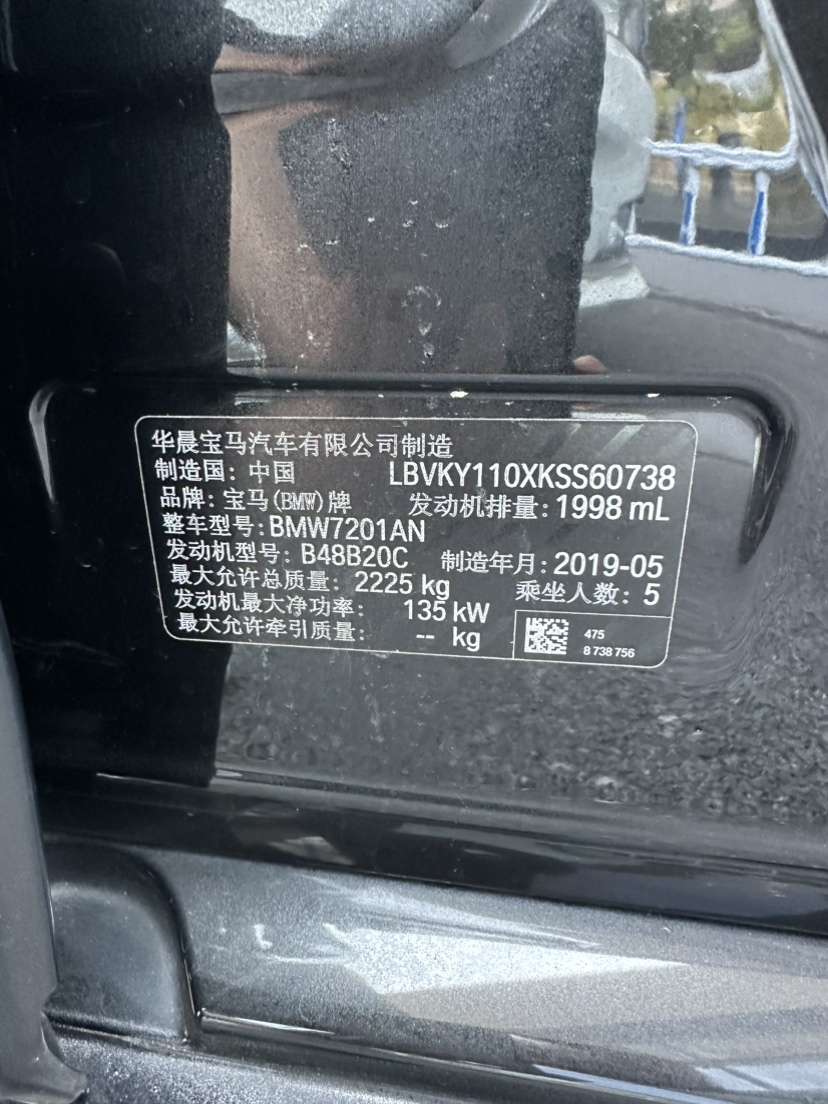 华晨宝马汽车有限公司制造
制造国: 中国 LBVKY110XKSS60738
品牌: 宝马(BMW)牌 发动机排量: 1998 mL
整车型号: BMW7201AN
发动机型号: B48B20C 制造年月: 2019-05
最大允许总质量: 2225 kg 乘坐人数: 5
发动机最大净功率: 135 kW
最大允许牵引质量: -- kg
475
8 738 756